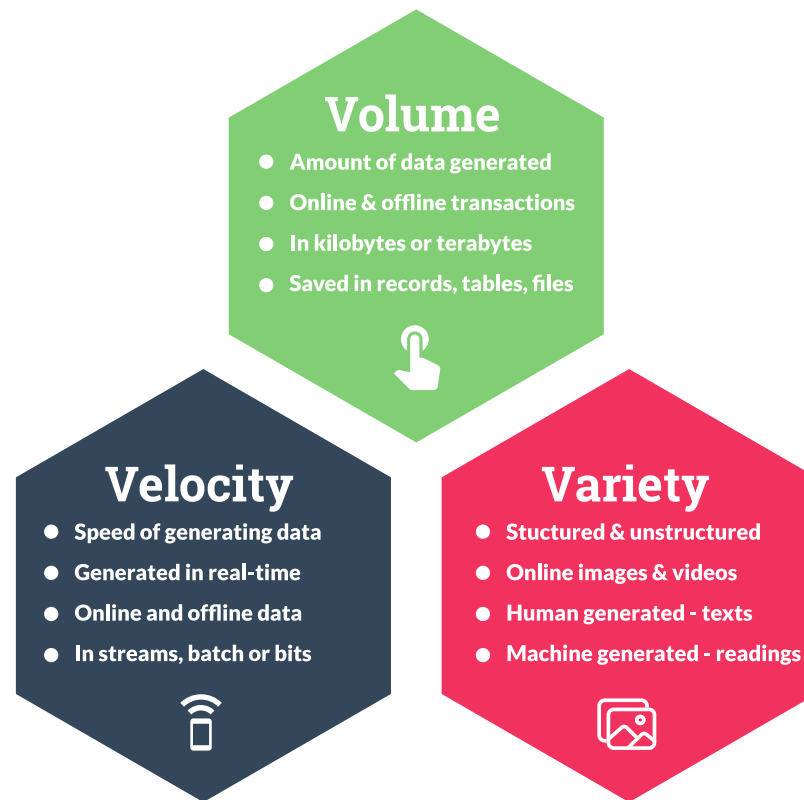 Volume
Amount of data generated
Online & offline transactions
In kilobytes or terabytes
Saved in records, tables, files
Velocity
Speed of generating data
Generated in real-time
Online and offline data
In streams, batch or bits
Variety
Stuctured & unstructured
Online images & videos
Human generated - texts
Machine generated - readings